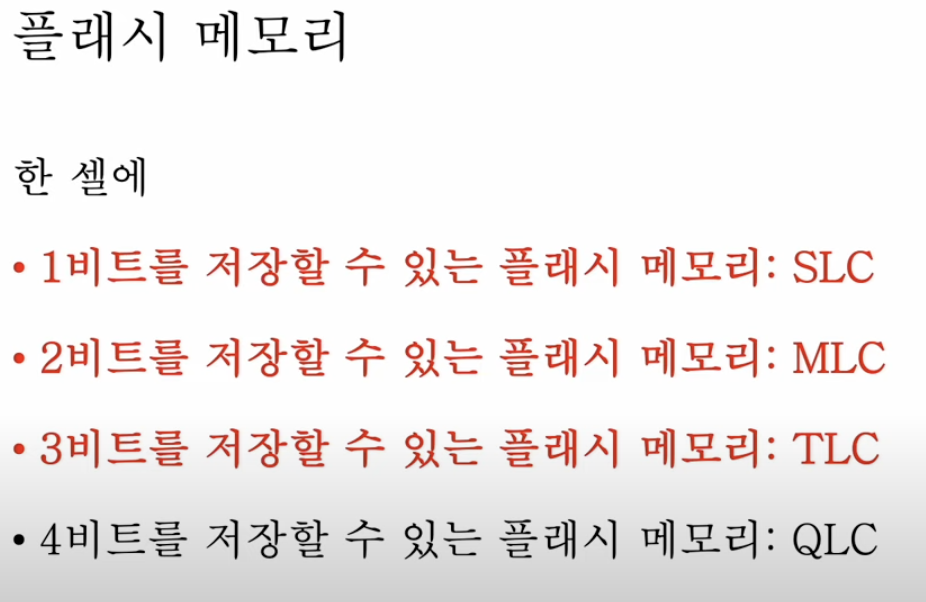 플래시 메모리
한 셀에
• 1비트를 저장할 수 있는 플래시 메모리: SLC
• 2비트를 저장할 수 있는 플래시 메모리: MLC
• 3비트를 저장할 수 있는 플래시 메모리: TLC
• 4비트를 저장할 수 있는 플래시 메모리: QLC